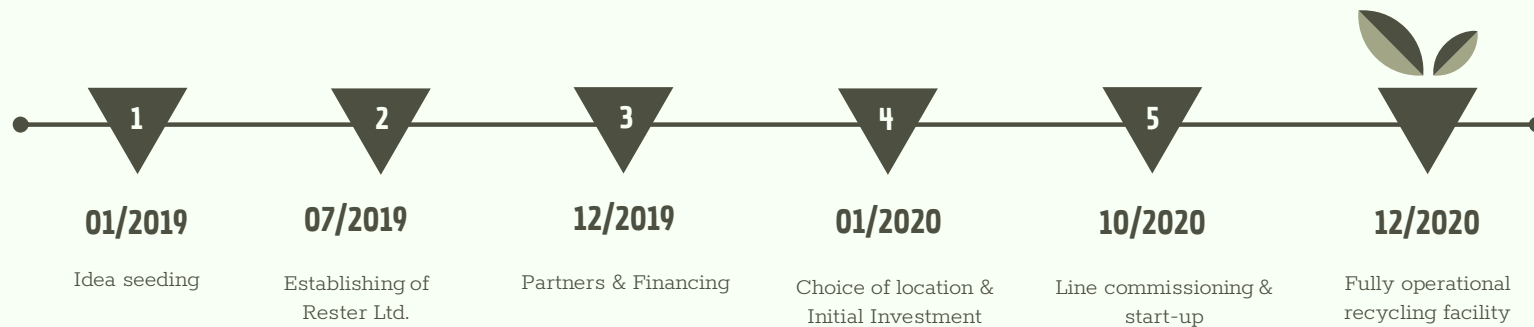 1 2 3 4 5
01/2019 07/2019 12/2019 01/2020 10/2020 12/2020
Idea seeding
Establishing of
Rester Ltd.
Partners & Financing
Choice of location &
Initial Investment
Line commissioning &
start-up
Fully operational
recycling facility